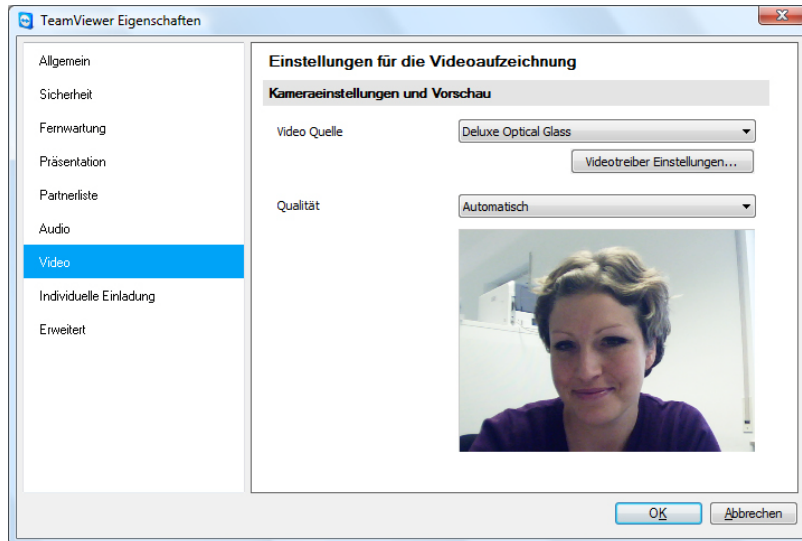 TeamViewer Eigenschaften
Allgemein
Sicherheit
Fernwartung
Präsentation
Partnerliste
Audio
Video
Individuelle Einladung
Erweitert
Einstellungen für die Videoaufzeichnung
Kameraeinstellungen und Vorschau
Video Quelle
Deluxe Optical Glass
Videotreiber Einstellungen...
Qualität
Automatisch
OK
Abbrechen